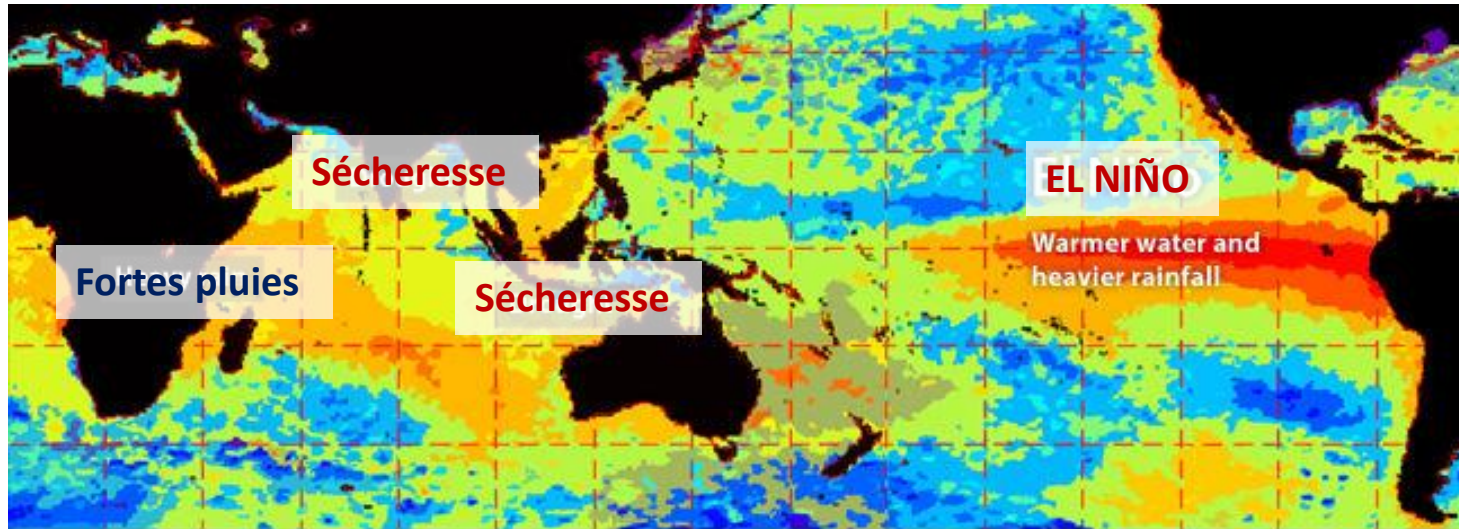 Sécheresse
EL NIÑO
Warmer water and
heavier rainfall
Fortes pluies
Sécheresse